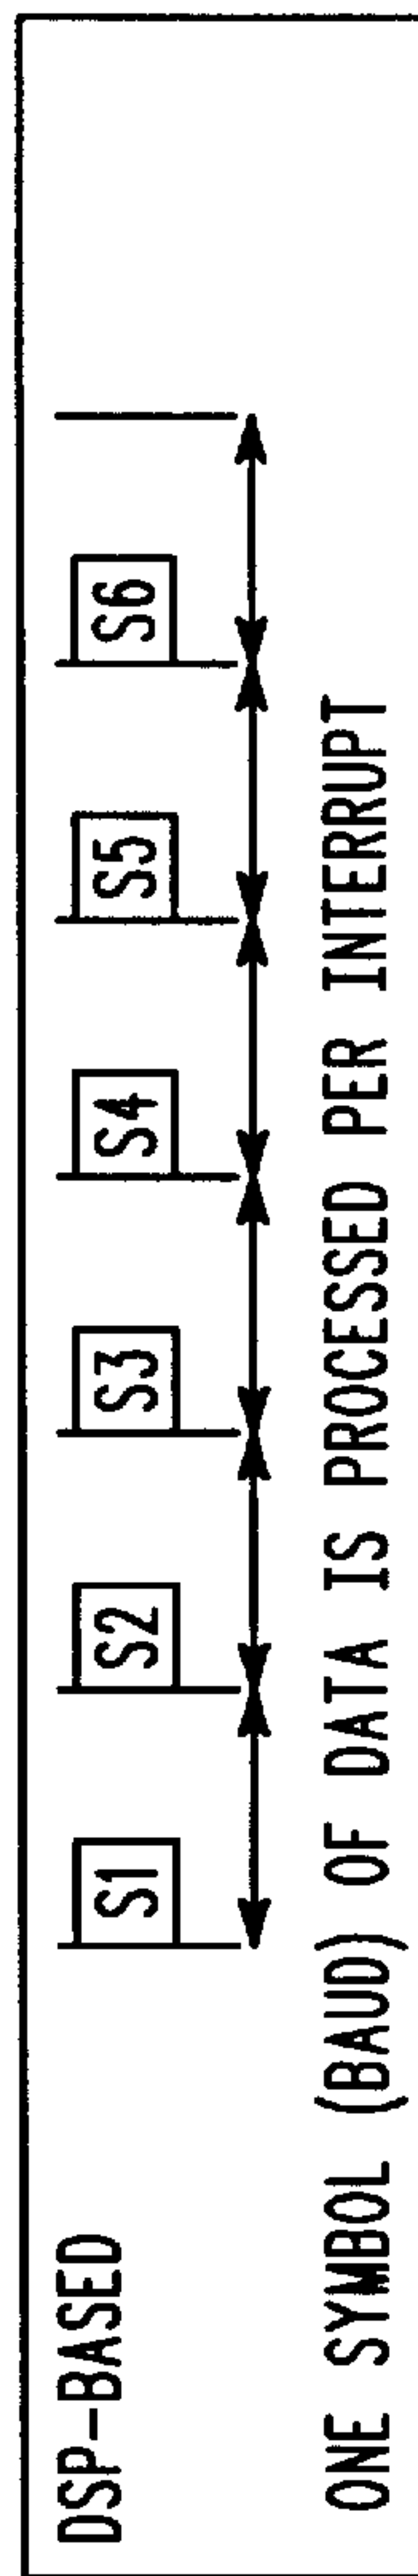 DSP-BASED
S1 S2 S3 S4 S5 S6
ONE SYMBOL (BAUD) OF DATA IS PROCESSED PER INTERRUPT